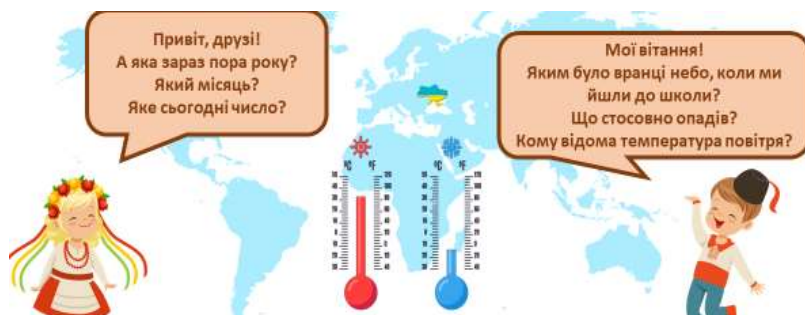 Привіт, друзі!
А яка зараз пора року?
Який місяць?
Яке сьогодні число?
Мої вітання!
Яким було вранці небо, коли ми
йшли до школи?
Що стосовно опадів?
Кому відома температура повітря?
°C °F
°C °F